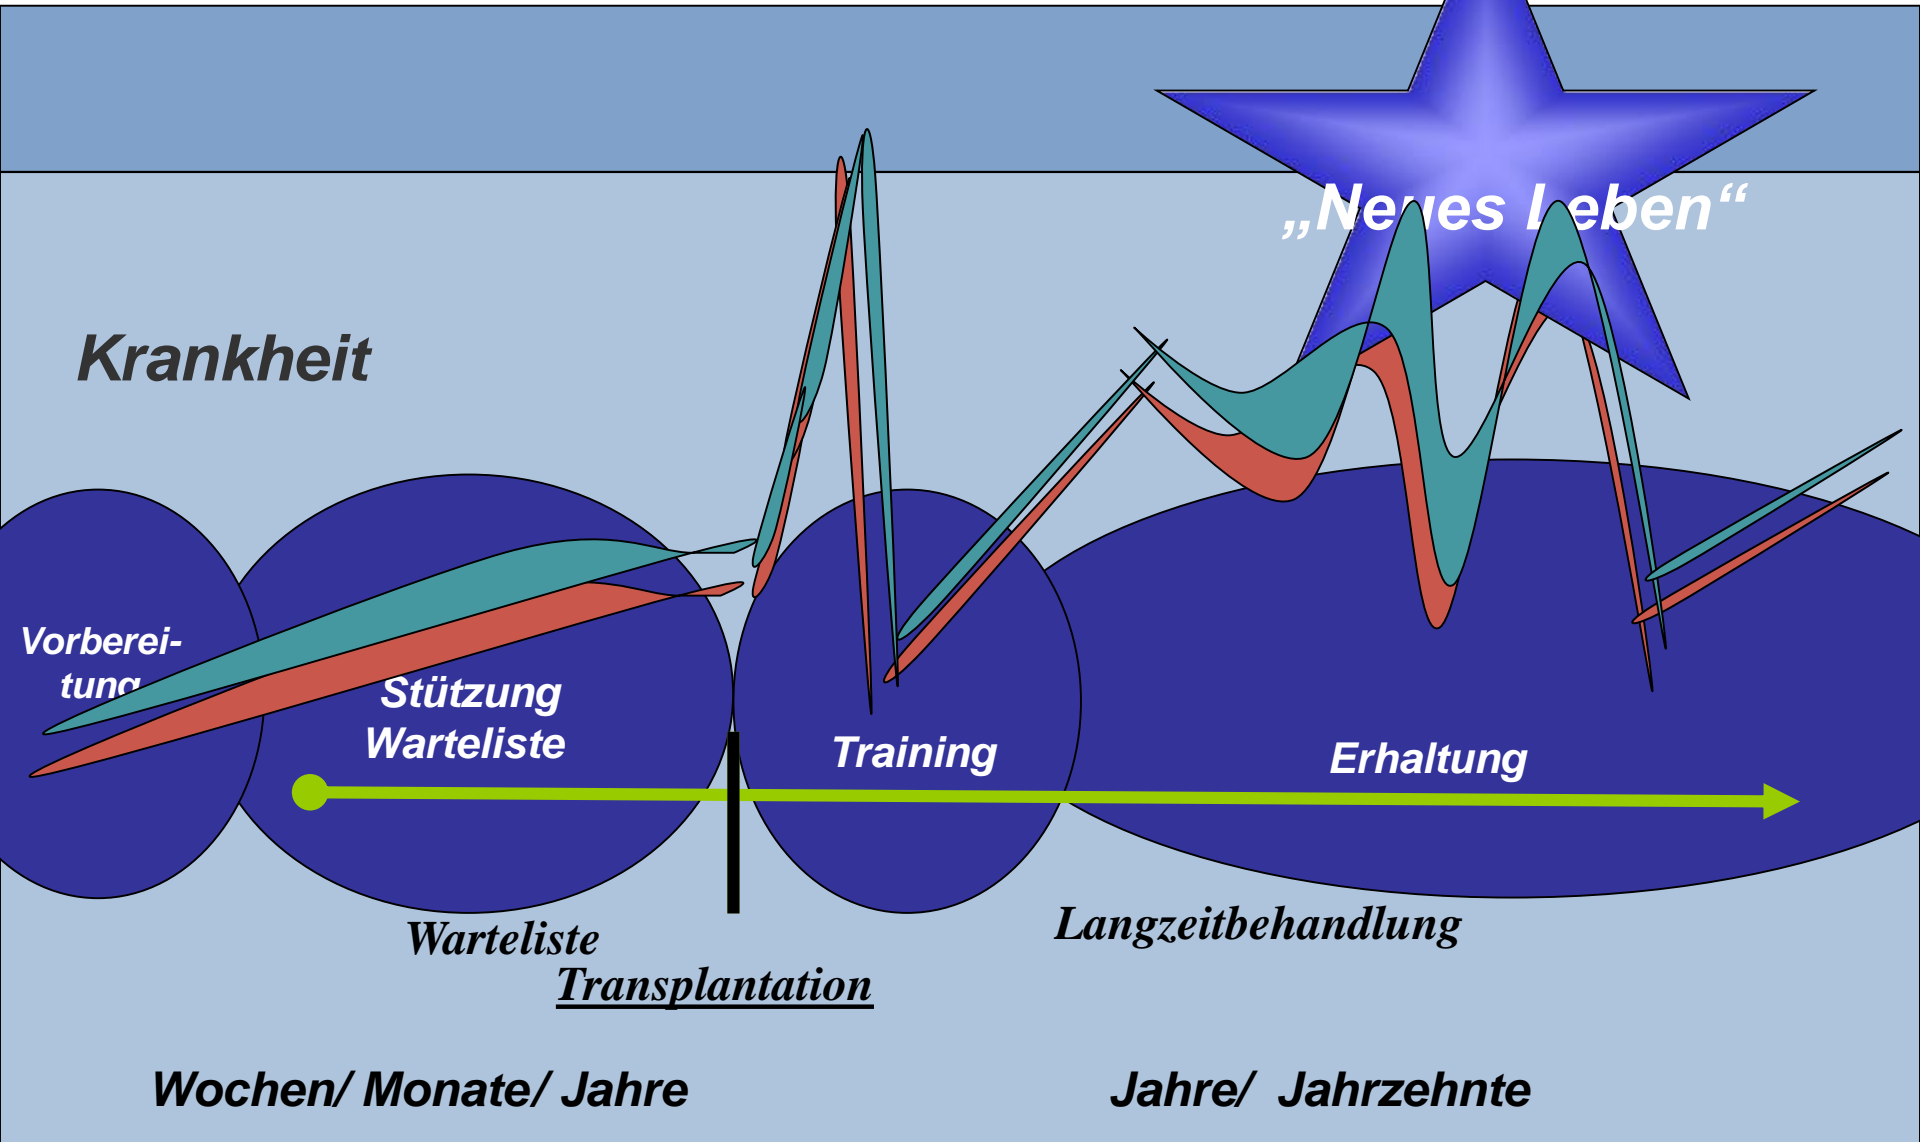 „Neues Leben“
Krankheit
Vorberei-
tung
Stützung
Warteliste
Training
Erhaltung
Warteliste
Transplantation
Langzeitbehandlung
Wochen/ Monate/ Jahre
Jahre/ Jahrzehnte